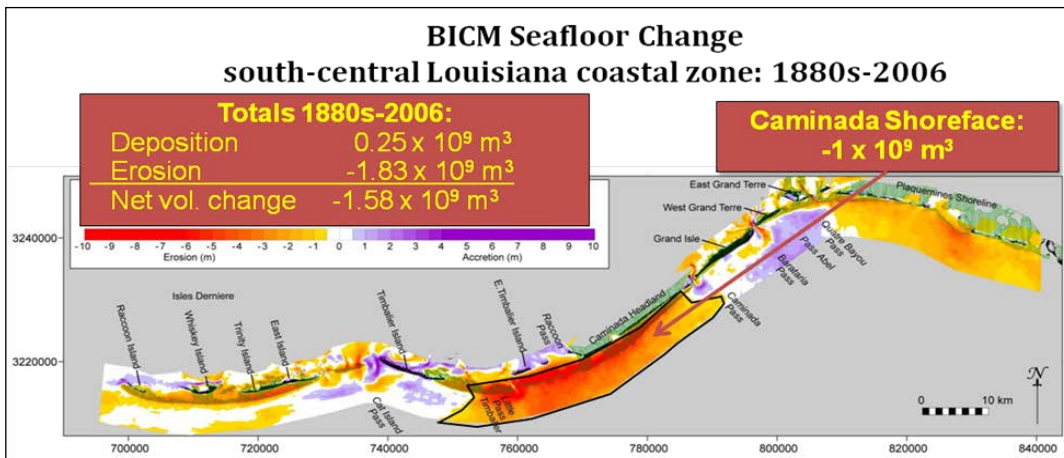 BICM Seafloor Change
south-central Louisiana coastal zone: 1880s-2006
Totals 1880s-2006:
Deposition 0.25 x 10⁹ m³
Erosion -1.83 x 10⁹ m³
Net vol. change -1.58 x 10⁹ m³
Caminada Shoreface:
-1 x 10⁹ m³
-10 -9 -8 -7 -6 -5 -4 -3 -2 -1 0 1 2 3 4 5 6 7 8 9 10
Erosion (m) Accretion (m)
3240000
3220000
East Grand Terre
West Grand Terre
Grand Isle
Plaquemines Shoreline
Quatre Bayou
Pass
Pass Abel
Barataria
Pass
Caminada
Pass
Caminada Headland
Raccoon
Pass
E.Timbalier Island
Timbalier Island
Isles Derniere
Raccoon Island
Whiskey Island
Trinity Island
East Island
Cat Island
Pass
Little
Pass
Timbalier
N
0 10 km
700000 720000 740000 760000 780000 800000 820000 840000